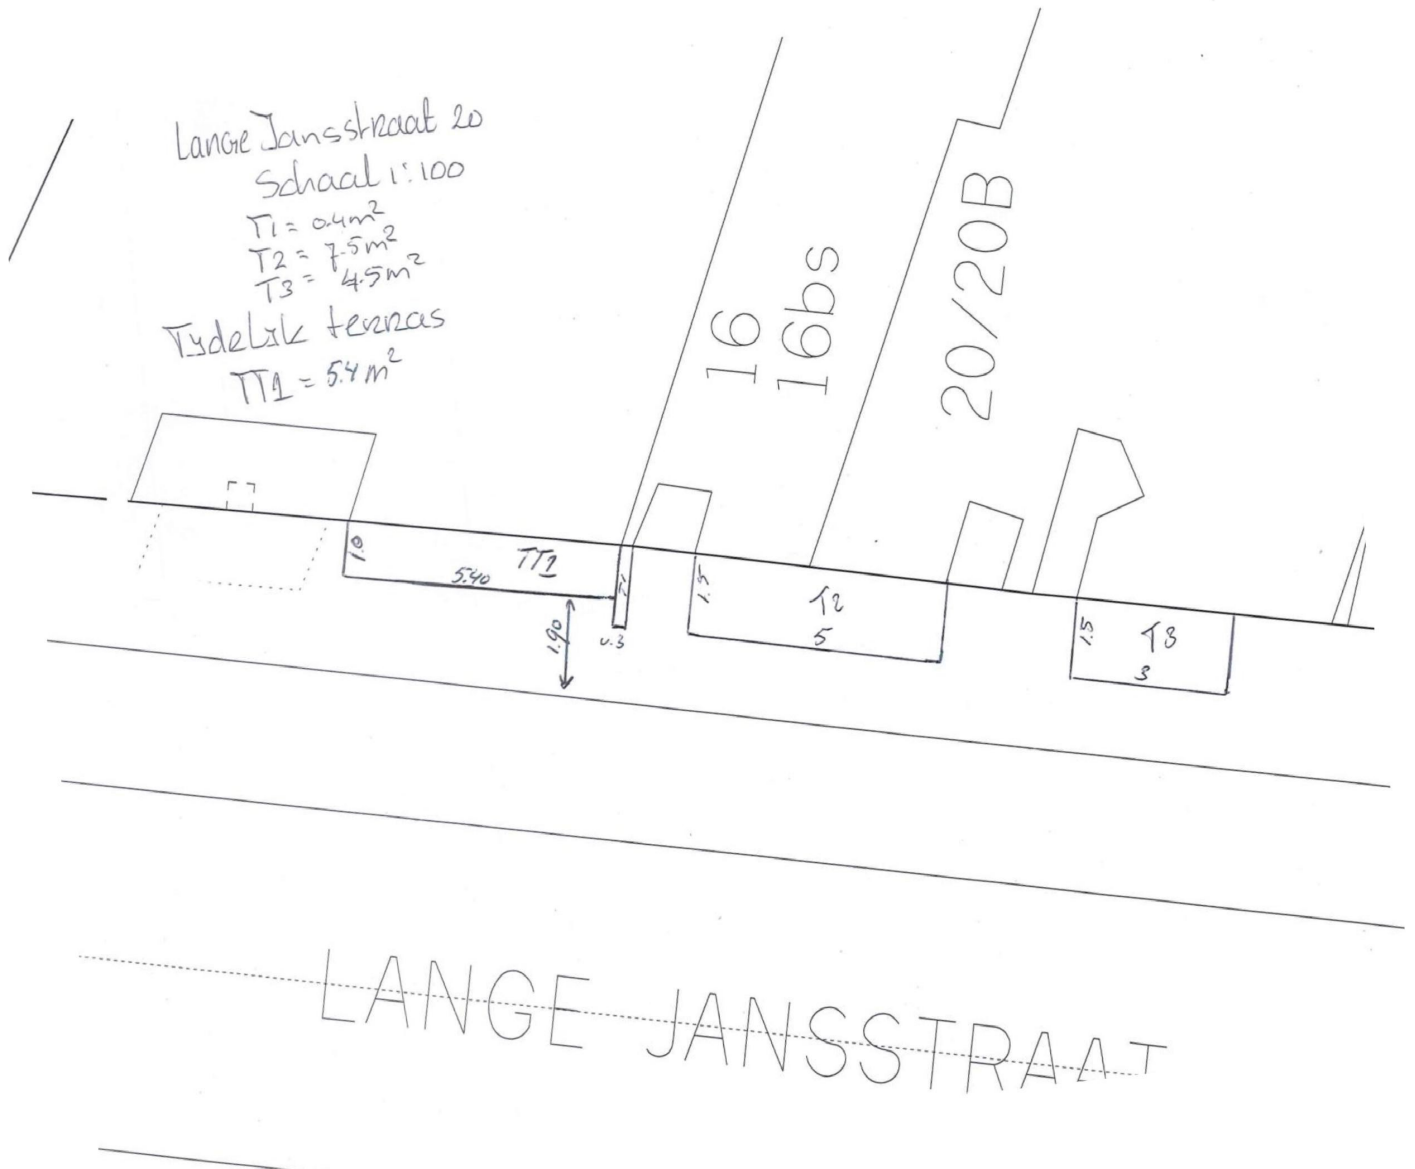 Lange Jansstraat 20
Schaal 1:100
T1 = 0.4m²
T2 = 7.5m²
T3 = 4.5m²
Tydelijk terras
TT1 = 5.4m²
16
16bs
20/20B
1.0
TT1
5.40
1.90
T1
0.3
1.5
T2
5
1.5
T3
3
LANGE JANSSTRAAT